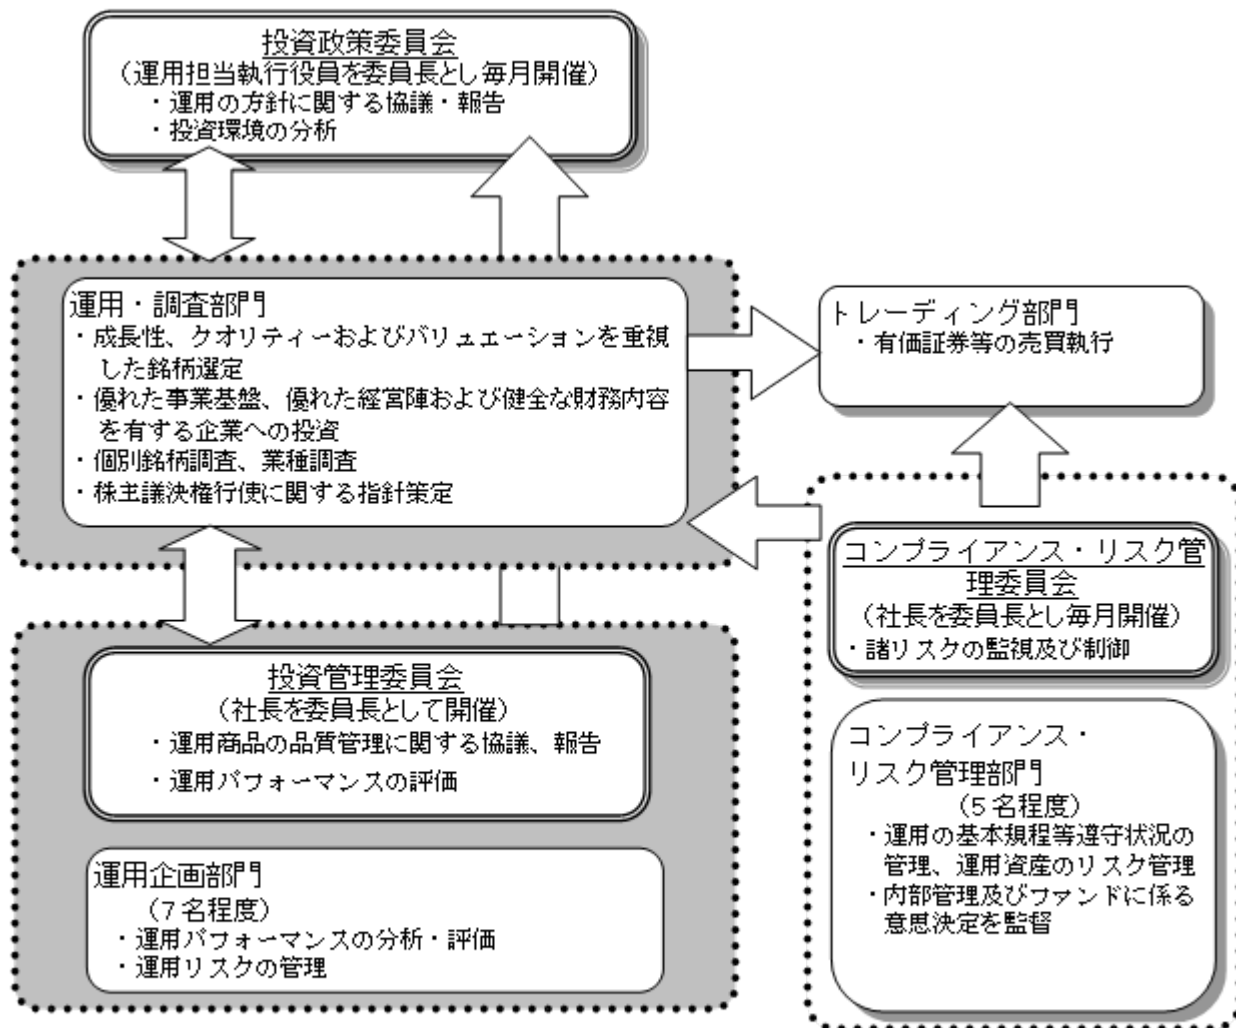 投資政策委員会
（運用担当執行役員を委員長とし毎月開催）
・運用の方針に関する協議・報告
・投資環境の分析
運用・調査部門
・成長性、クオリティーおよびバリュエーションを重視
した銘柄選定
・優れた事業基盤、優れた経営陣および健全な財務内容
を有する企業への投資
・個別銘柄調査、業種調査
・株主議決権行使に関する指針策定
トレーディング部門
・有価証券等の売買執行
投資管理委員会
（社長を委員長として開催）
・運用商品の品質管理に関する協議、報告
・運用パフォーマンスの評価
運用企画部門
（７名程度）
・運用パフォーマンスの分析・評価
・運用リスクの管理
コンプライアンス・リスク管
理委員会
（社長を委員長とし毎月開催）
・諸リスクの監視及び制御
コンプライアンス・
リスク管理部門
（５名程度）
・運用の基本規程等遵守状況の
管理、運用資産のリスク管理
・内部管理及びファンドに係る
意思決定を監督